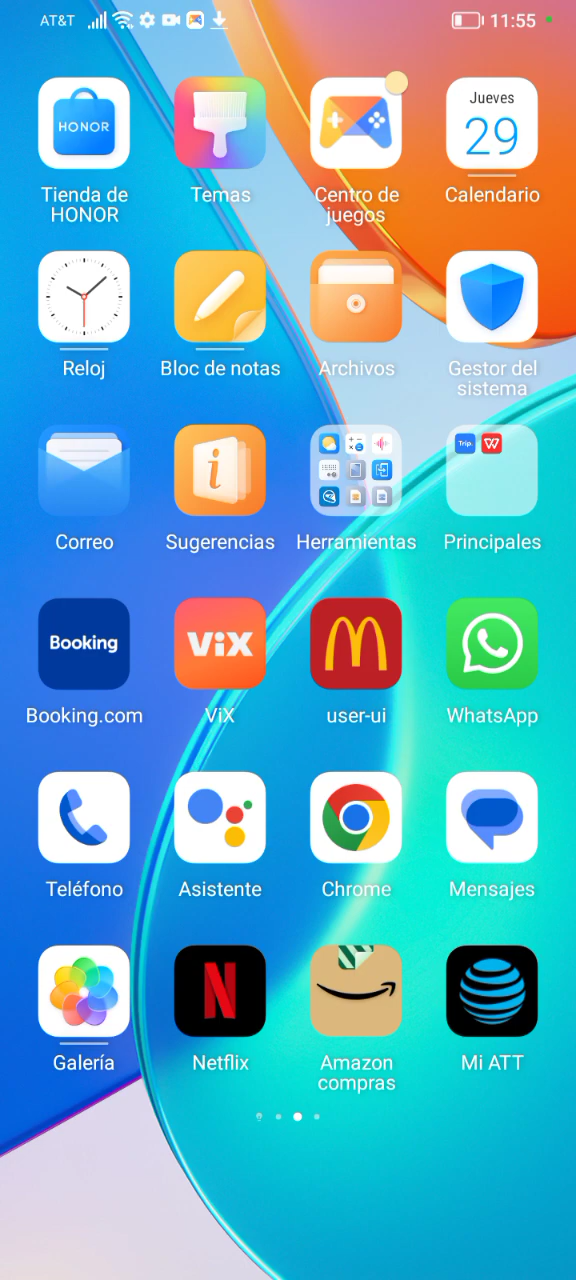 AT&T
11:55
HONOR
Jueves
29
Tienda de
HONOR
Temas
Centro de
juegos
Calendario
Reloj
Bloc de notas
Archivos
Gestor del
sistema
i
Trip.
W
Correo
Sugerencias
Herramientas
Principales
Booking
ViX
M
Booking.com
ViX
user-ui
WhatsApp
Teléfono
Asistente
Chrome
Mensajes
N
Galería
Netflix
Amazon
compras
Mi ATT